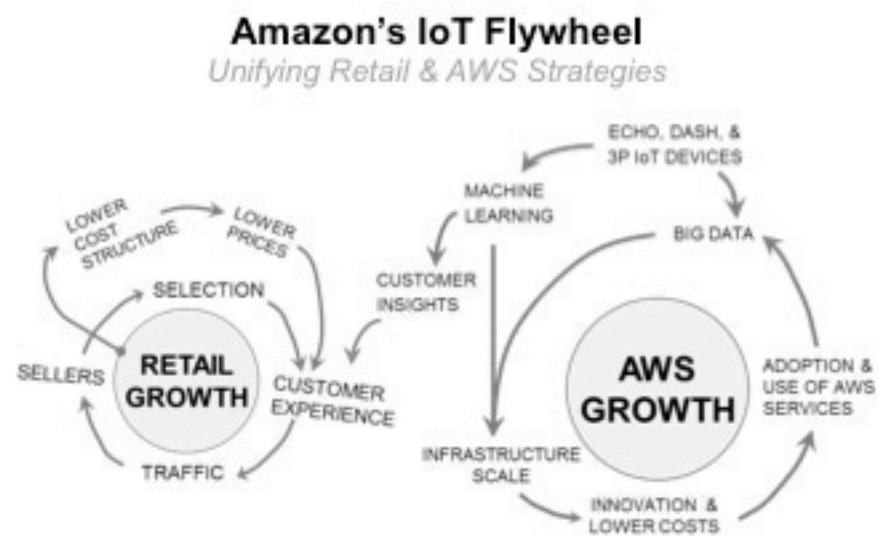 Amazon's IoT Flywheel
Unifying Retail & AWS Strategies
ECHO, DASH, &
3P IoT DEVICES
MACHINE
LEARNING
BIG DATA
CUSTOMER
INSIGHTS
LOWER
COST
STRUCTURE
LOWER
PRICES
SELECTION
SELLERS
RETAIL
GROWTH
CUSTOMER
EXPERIENCE
TRAFFIC
AWS
GROWTH
ADOPTION &
USE OF AWS
SERVICES
INFRASTRUCTURE
SCALE
INNOVATION &
LOWER COSTS